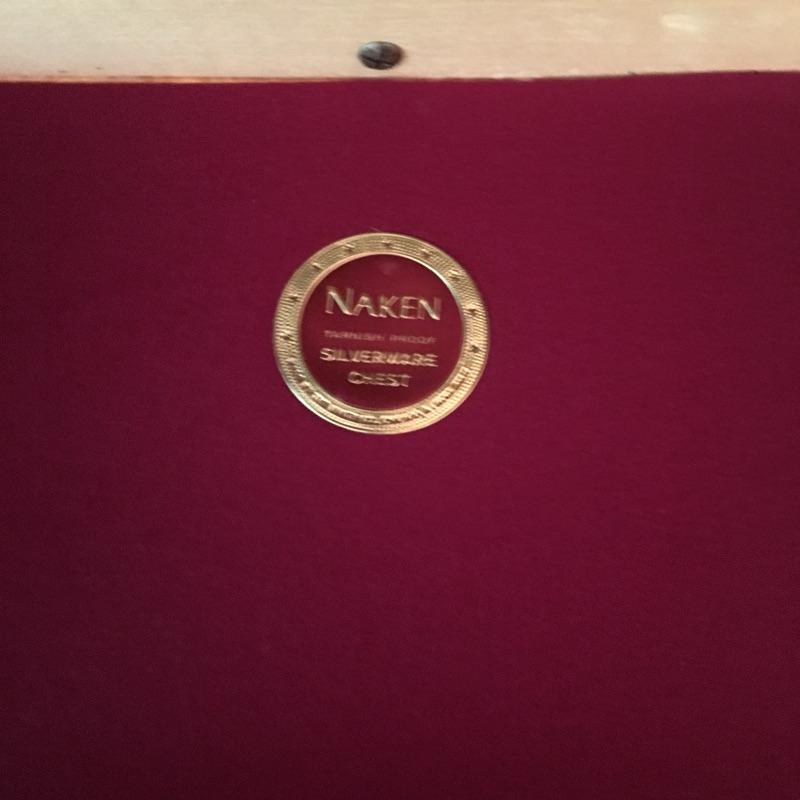 NAKEN
TARNISH PROOF
SILVERWARE
CHEST